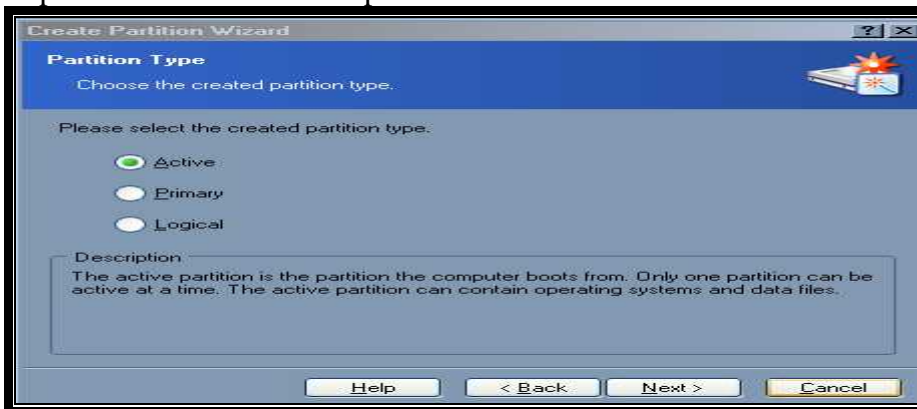 Create Partition Wizard
Partition Type
Choose the created partition type.
Please select the created partition type.
Active
Primary
Logical
Description
The active partition is the partition the computer boots from. Only one partition can be
active at a time. The active partition can contain operating systems and data files.
Help < Back Next > Cancel